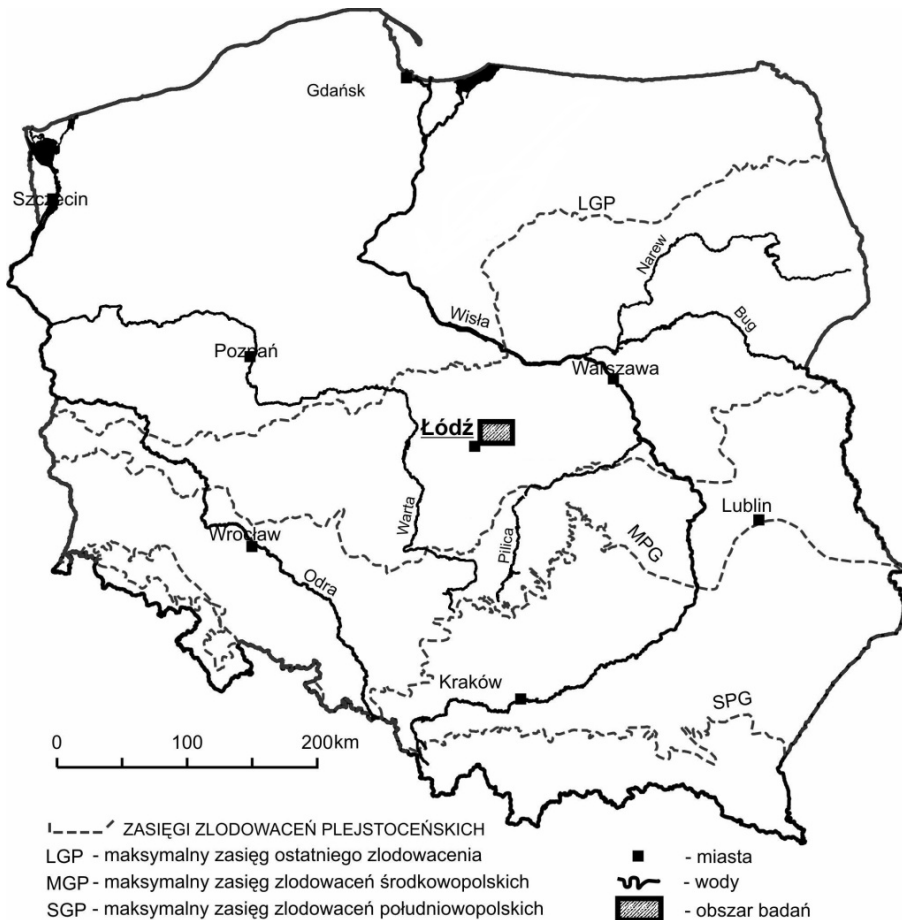 Gdańsk
Szczecin
LGP
Narew
Wisła
Bug
Poznań
Warszawa
Łódź
Lublin
Warta
Pilica
MPG
Wrocław
Odra
Kraków
SPG
0 100 200km
ZASIĘGI ZLODOWACEŃ PLEJSTOCEŃSKICH
LGP - maksymalny zasięg ostatniego zlodowacenia
MGP - maksymalny zasięg zlodowaceń środkowopolskich
SGP - maksymalny zasięg zlodowaceń południowopolskich
- miasta
- wody
- obszar badań